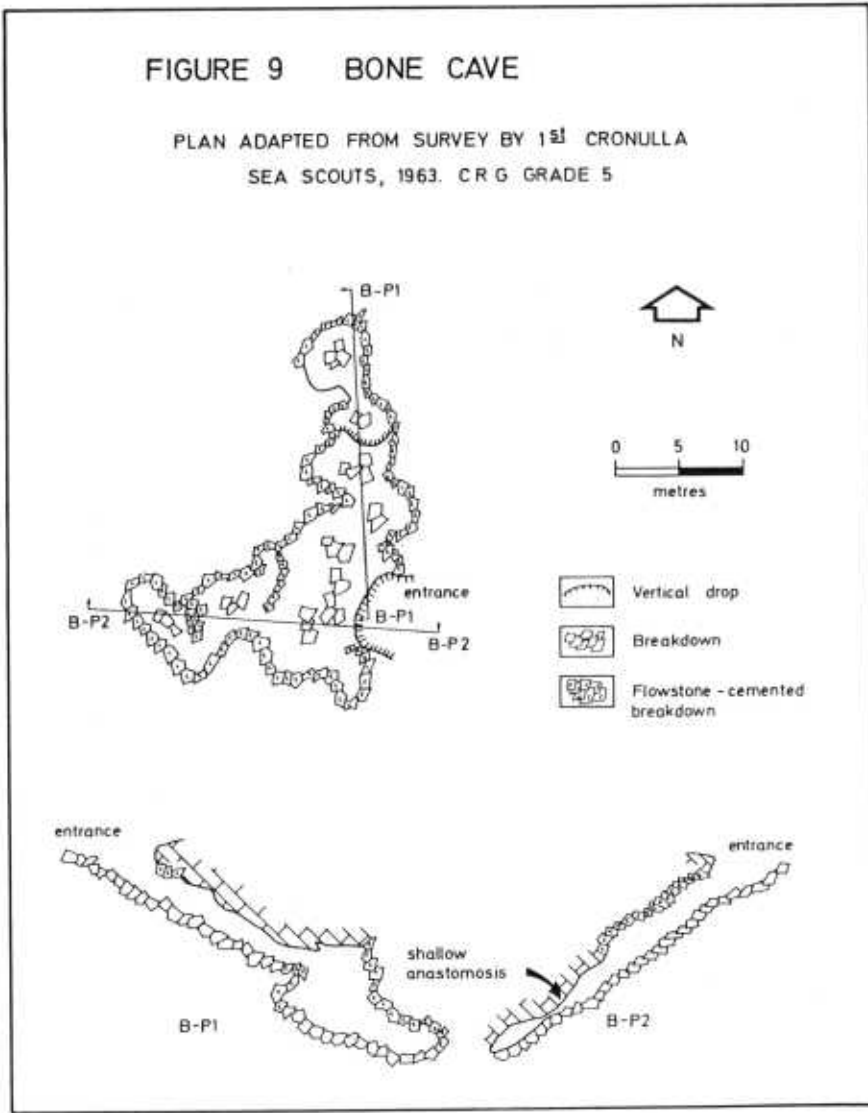 FIGURE 9 BONE CAVE
PLAN ADAPTED FROM SURVEY BY 1st CRONULLA
SEA SCOUTS, 1963. C R G GRADE 5
B-P1
N
0 5 10
metres
entrance
B-P1
B-P2
B-P2
Vertical drop
Breakdown
Flowstone-cemented
breakdown
entrance
entrance
shallow
anastomosis
B-P1
B-P2